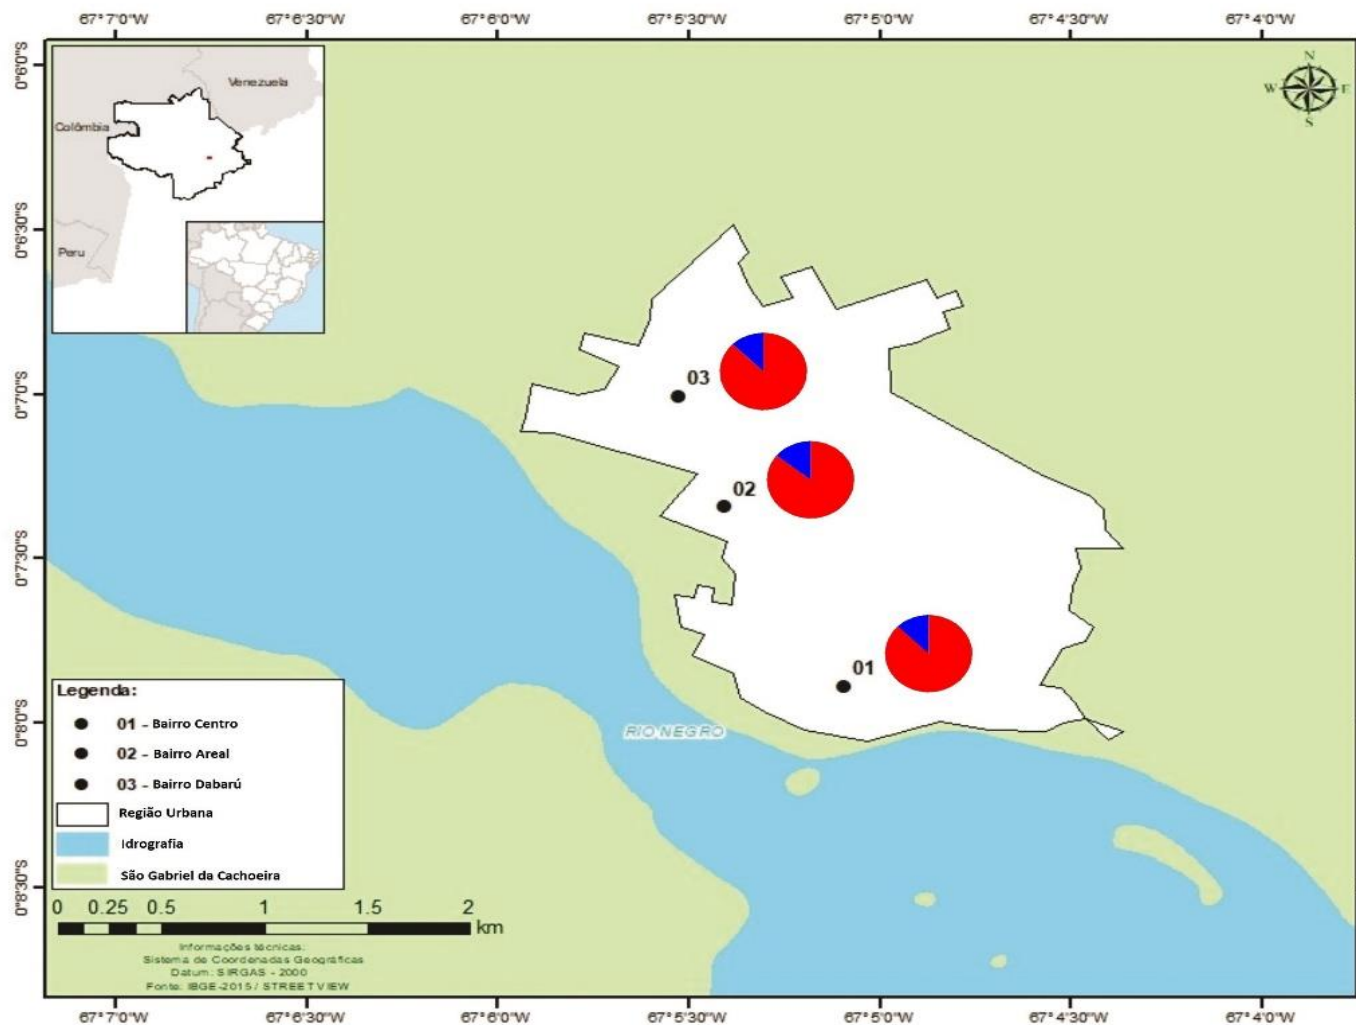 67°7'0"W 67°6'30"W 67°6'0"W 67°5'30"W 67°5'0"W 67°4'30"W 67°4'0"W
0°6'0"S
0°6'30"S
0°7'0"S
0°7'30"S
0°8'0"S
0°8'30"S
Venezuela
Colômbia
Peru
N
W E
S
03
02
01
RIO NEGRO
Legenda:
01 - Bairro Centro
02 - Bairro Areal
03 - Bairro Dabarú
Região Urbana
Idrografia
São Gabriel da Cachoeira
0 0.25 0.5 1 1.5 2
km
Informações técnicas:
Sistema de Coordenadas Geográficas
Datum: SIRGAS - 2000
Fonte: IBGE-2015 / STREET VIEW
67°7'0"W 67°6'30"W 67°6'0"W 67°5'30"W 67°5'0"W 67°4'30"W 67°4'0"W